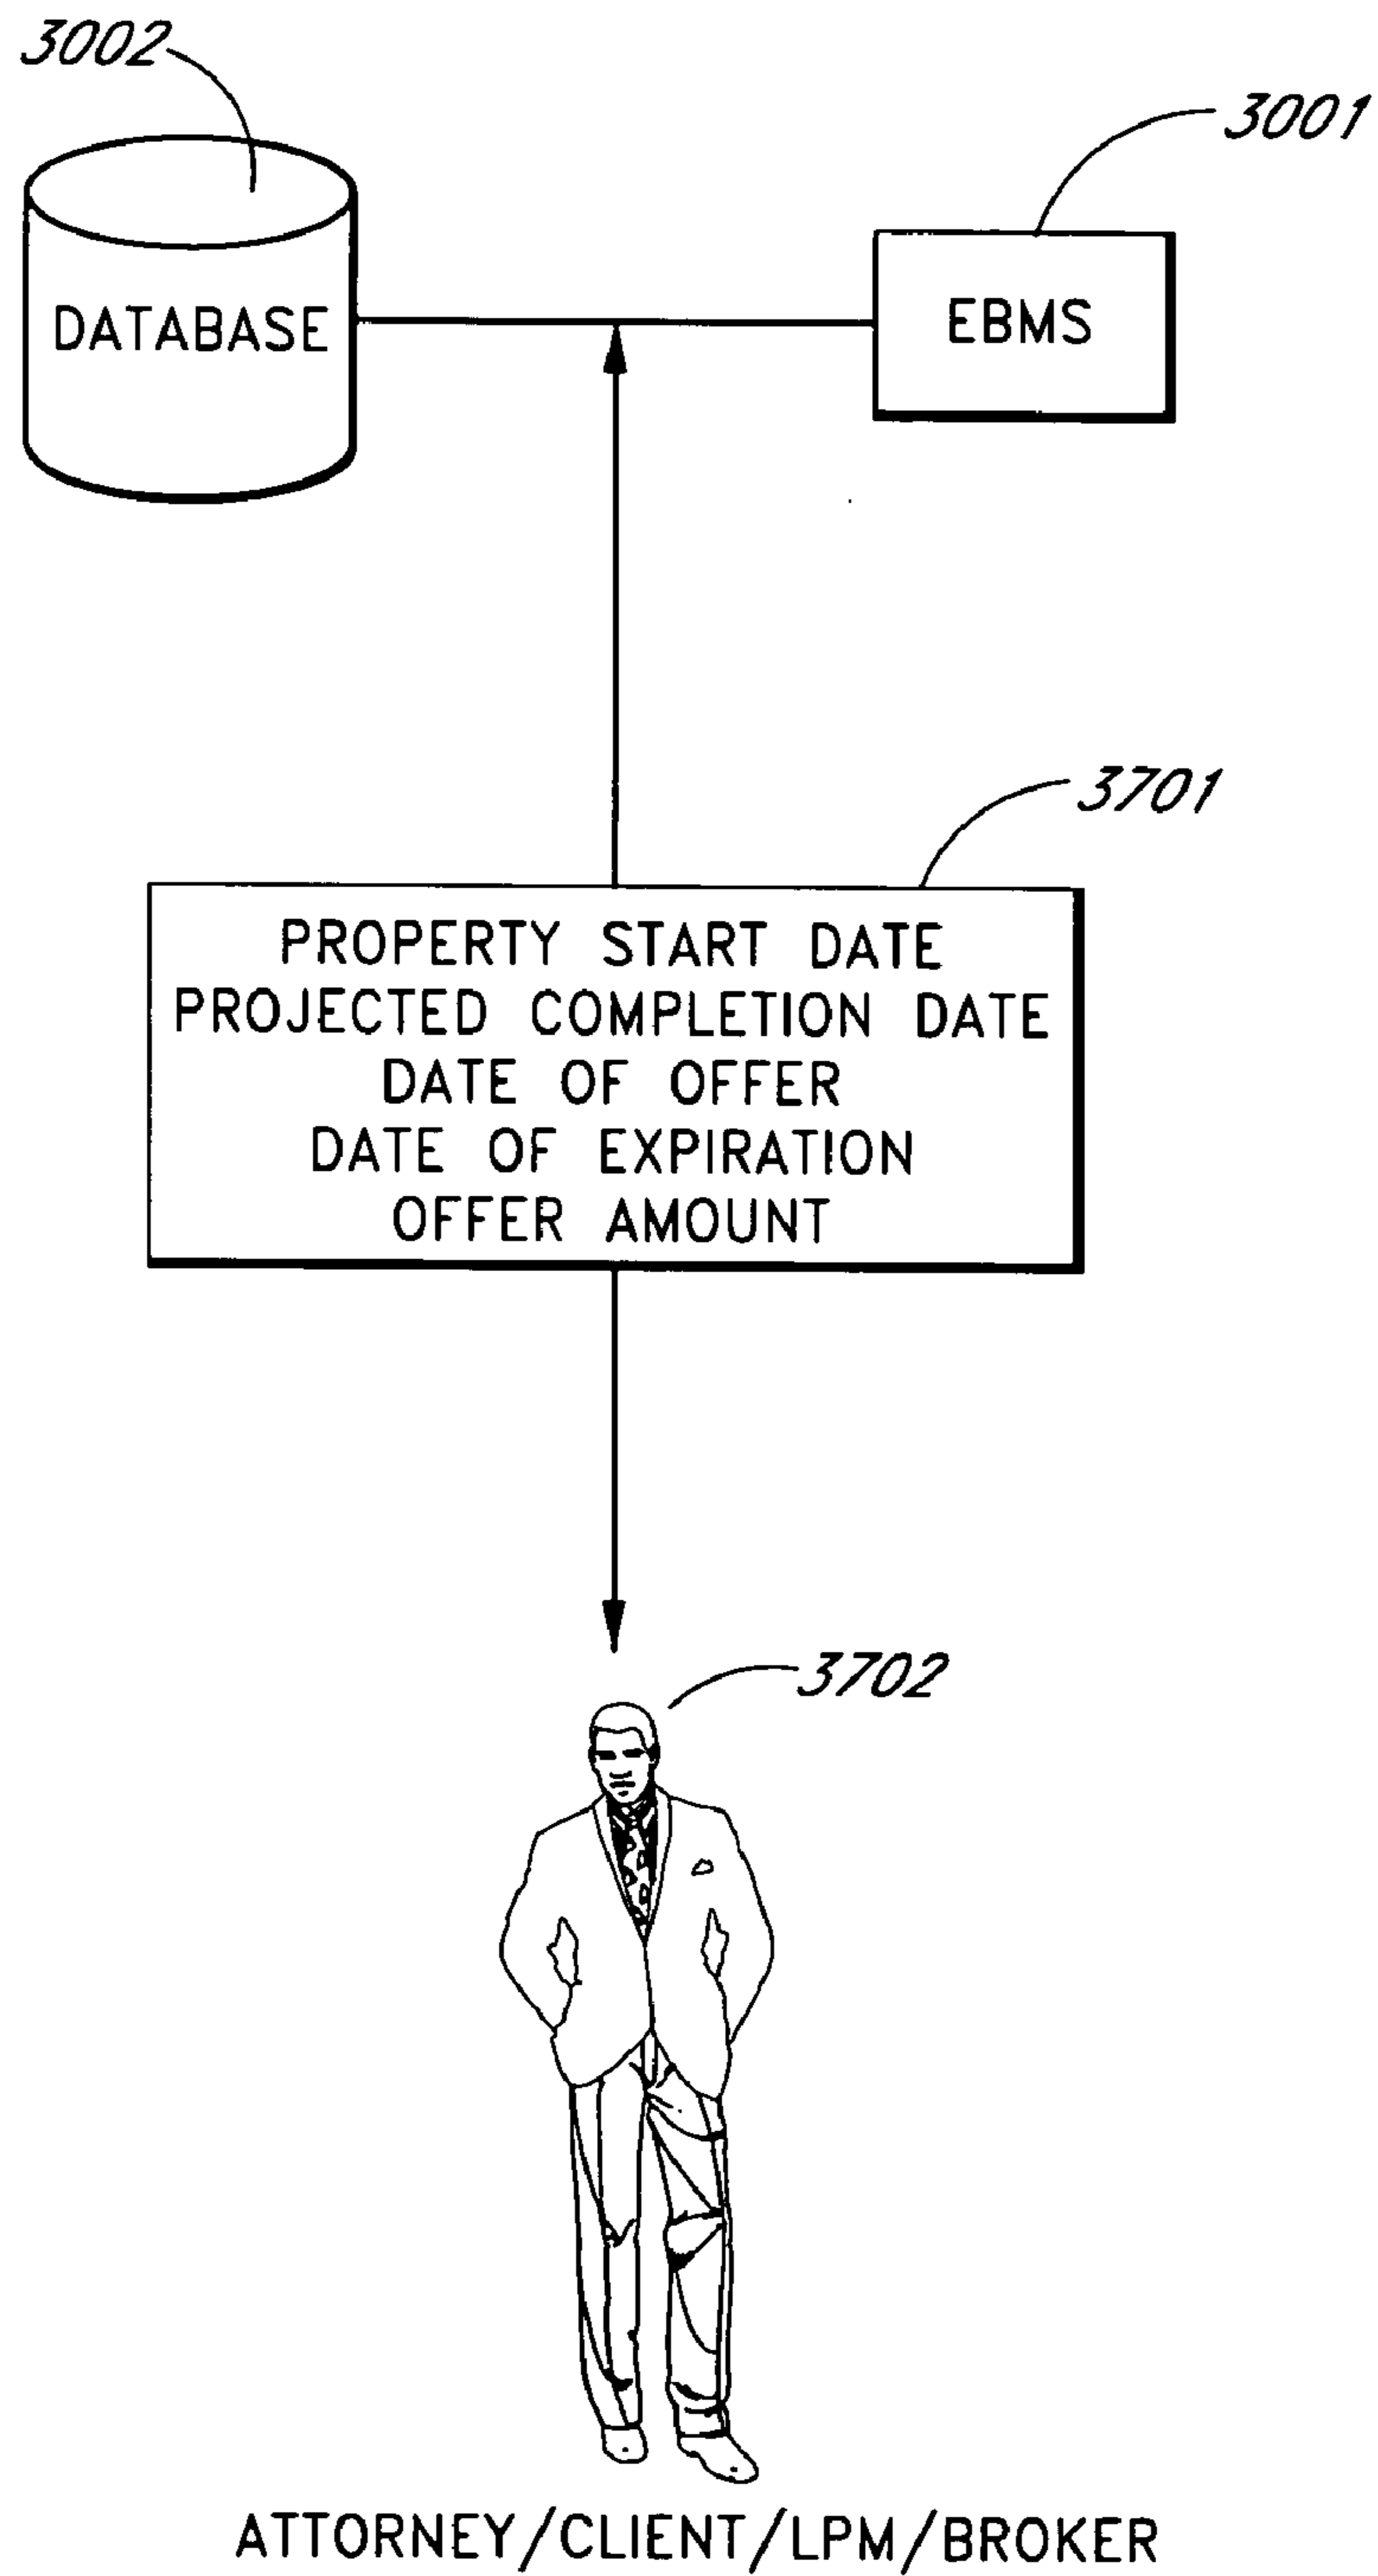 3002
3001
DATABASE
EBMS
3701
PROPERTY START DATE
PROJECTED COMPLETION DATE
DATE OF OFFER
DATE OF EXPIRATION
OFFER AMOUNT
3702
ATTORNEY/CLIENT/LPM/BROKER